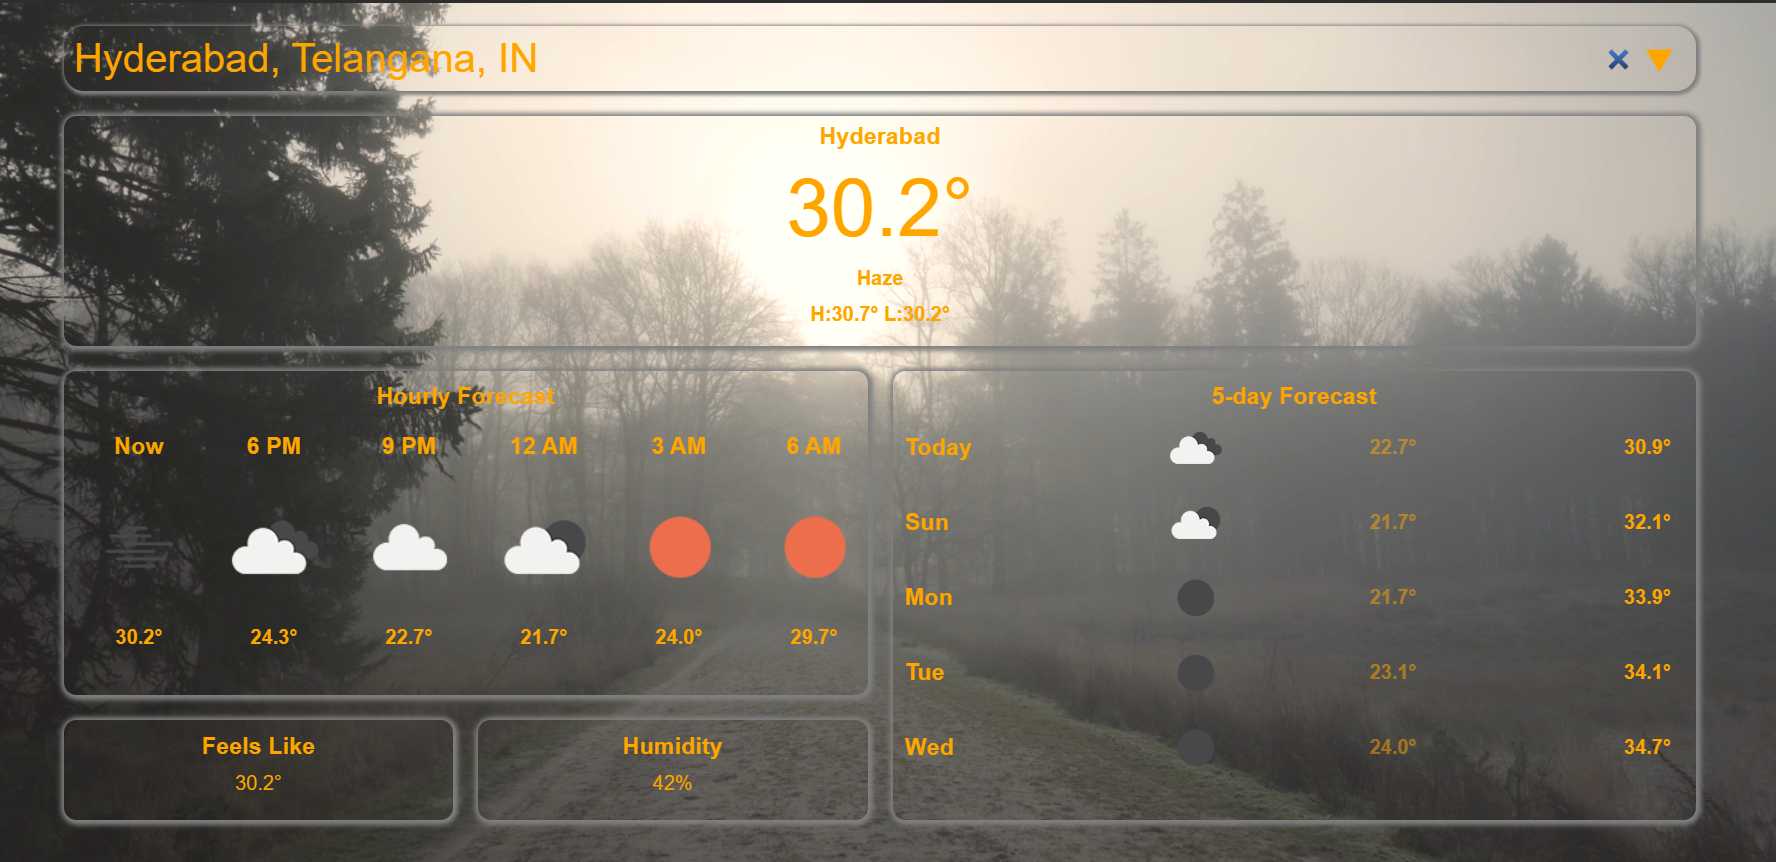 Hyderabad, Telangana, IN
Hyderabad
30.2°
Haze
H:30.7° L:30.2°
Hourly Forecast
Now 6 PM 9 PM 12 AM 3 AM 6 AM
30.2° 24.3° 22.7° 21.7° 24.0° 29.7°
Feels Like
30.2°
Humidity
42%
5-day Forecast
Today 22.7° 30.9°
Sun 21.7° 32.1°
Mon 21.7° 33.9°
Tue 23.1° 34.1°
Wed 24.0° 34.7°